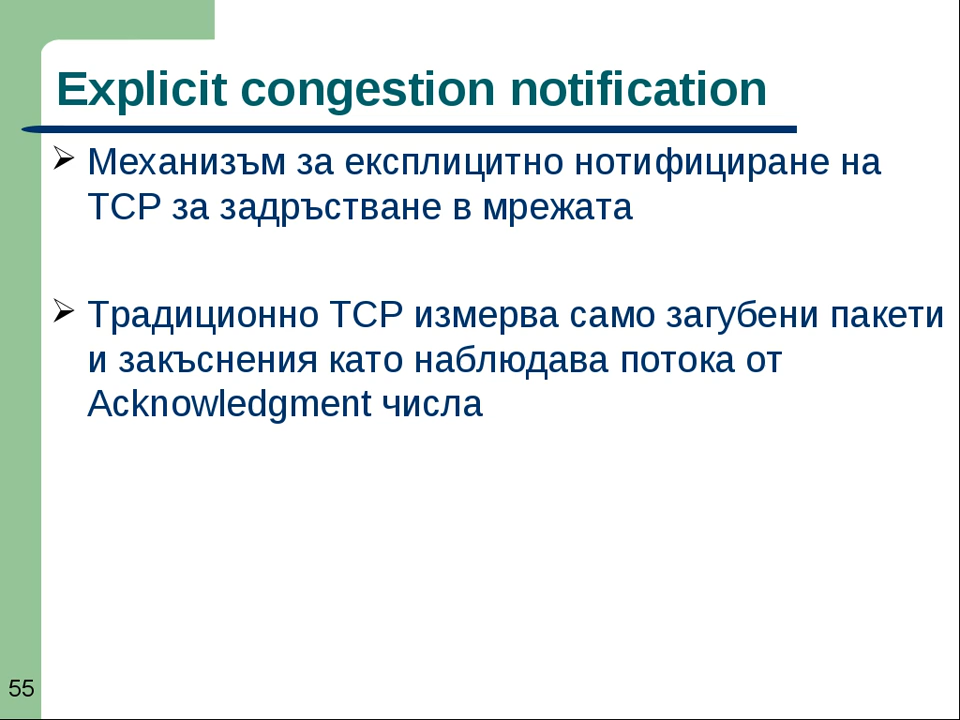 Explicit congestion notification
Механизъм за експлицитно нотифициране на
TCP за задръстване в мрежата
Традиционно TCP измерва само загубени пакети
и закъснения като наблюдава потока от
Acknowledgment числа
55